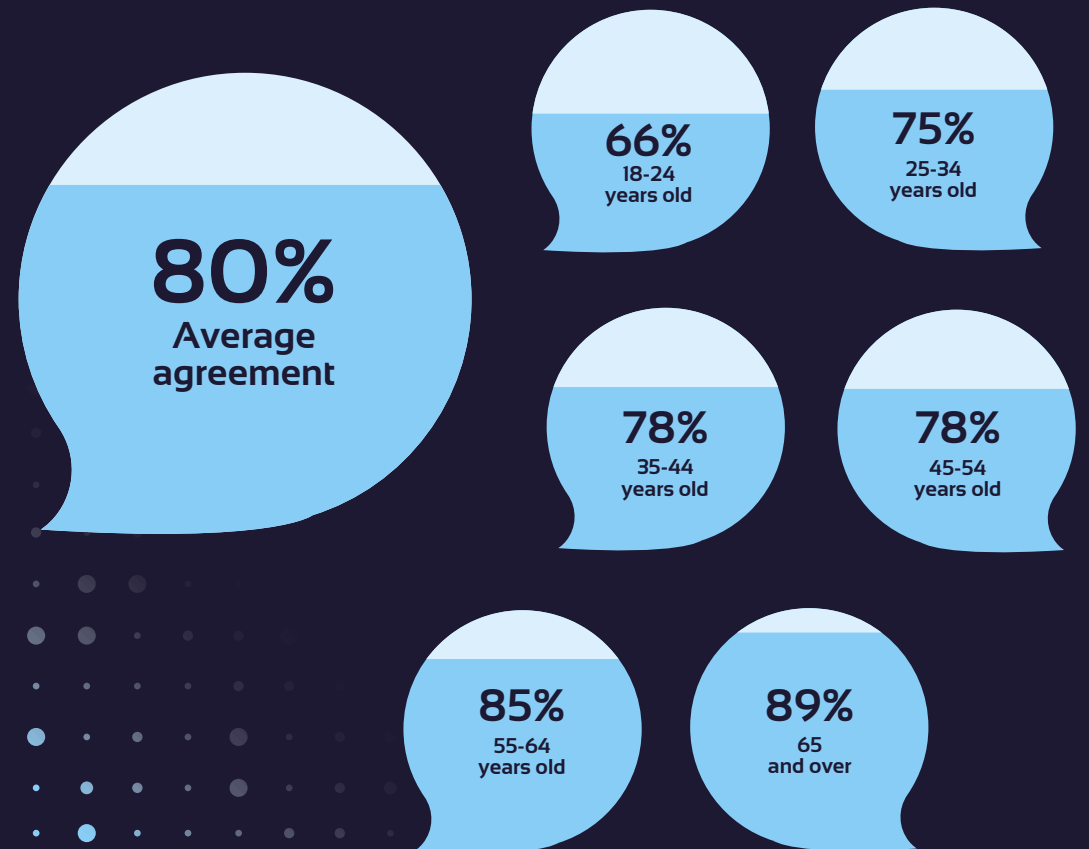 80%
Average
agreement
66%
18-24
years old
75%
25-34
years old
78%
35-44
years old
78%
45-54
years old
85%
55-64
years old
89%
65
and over